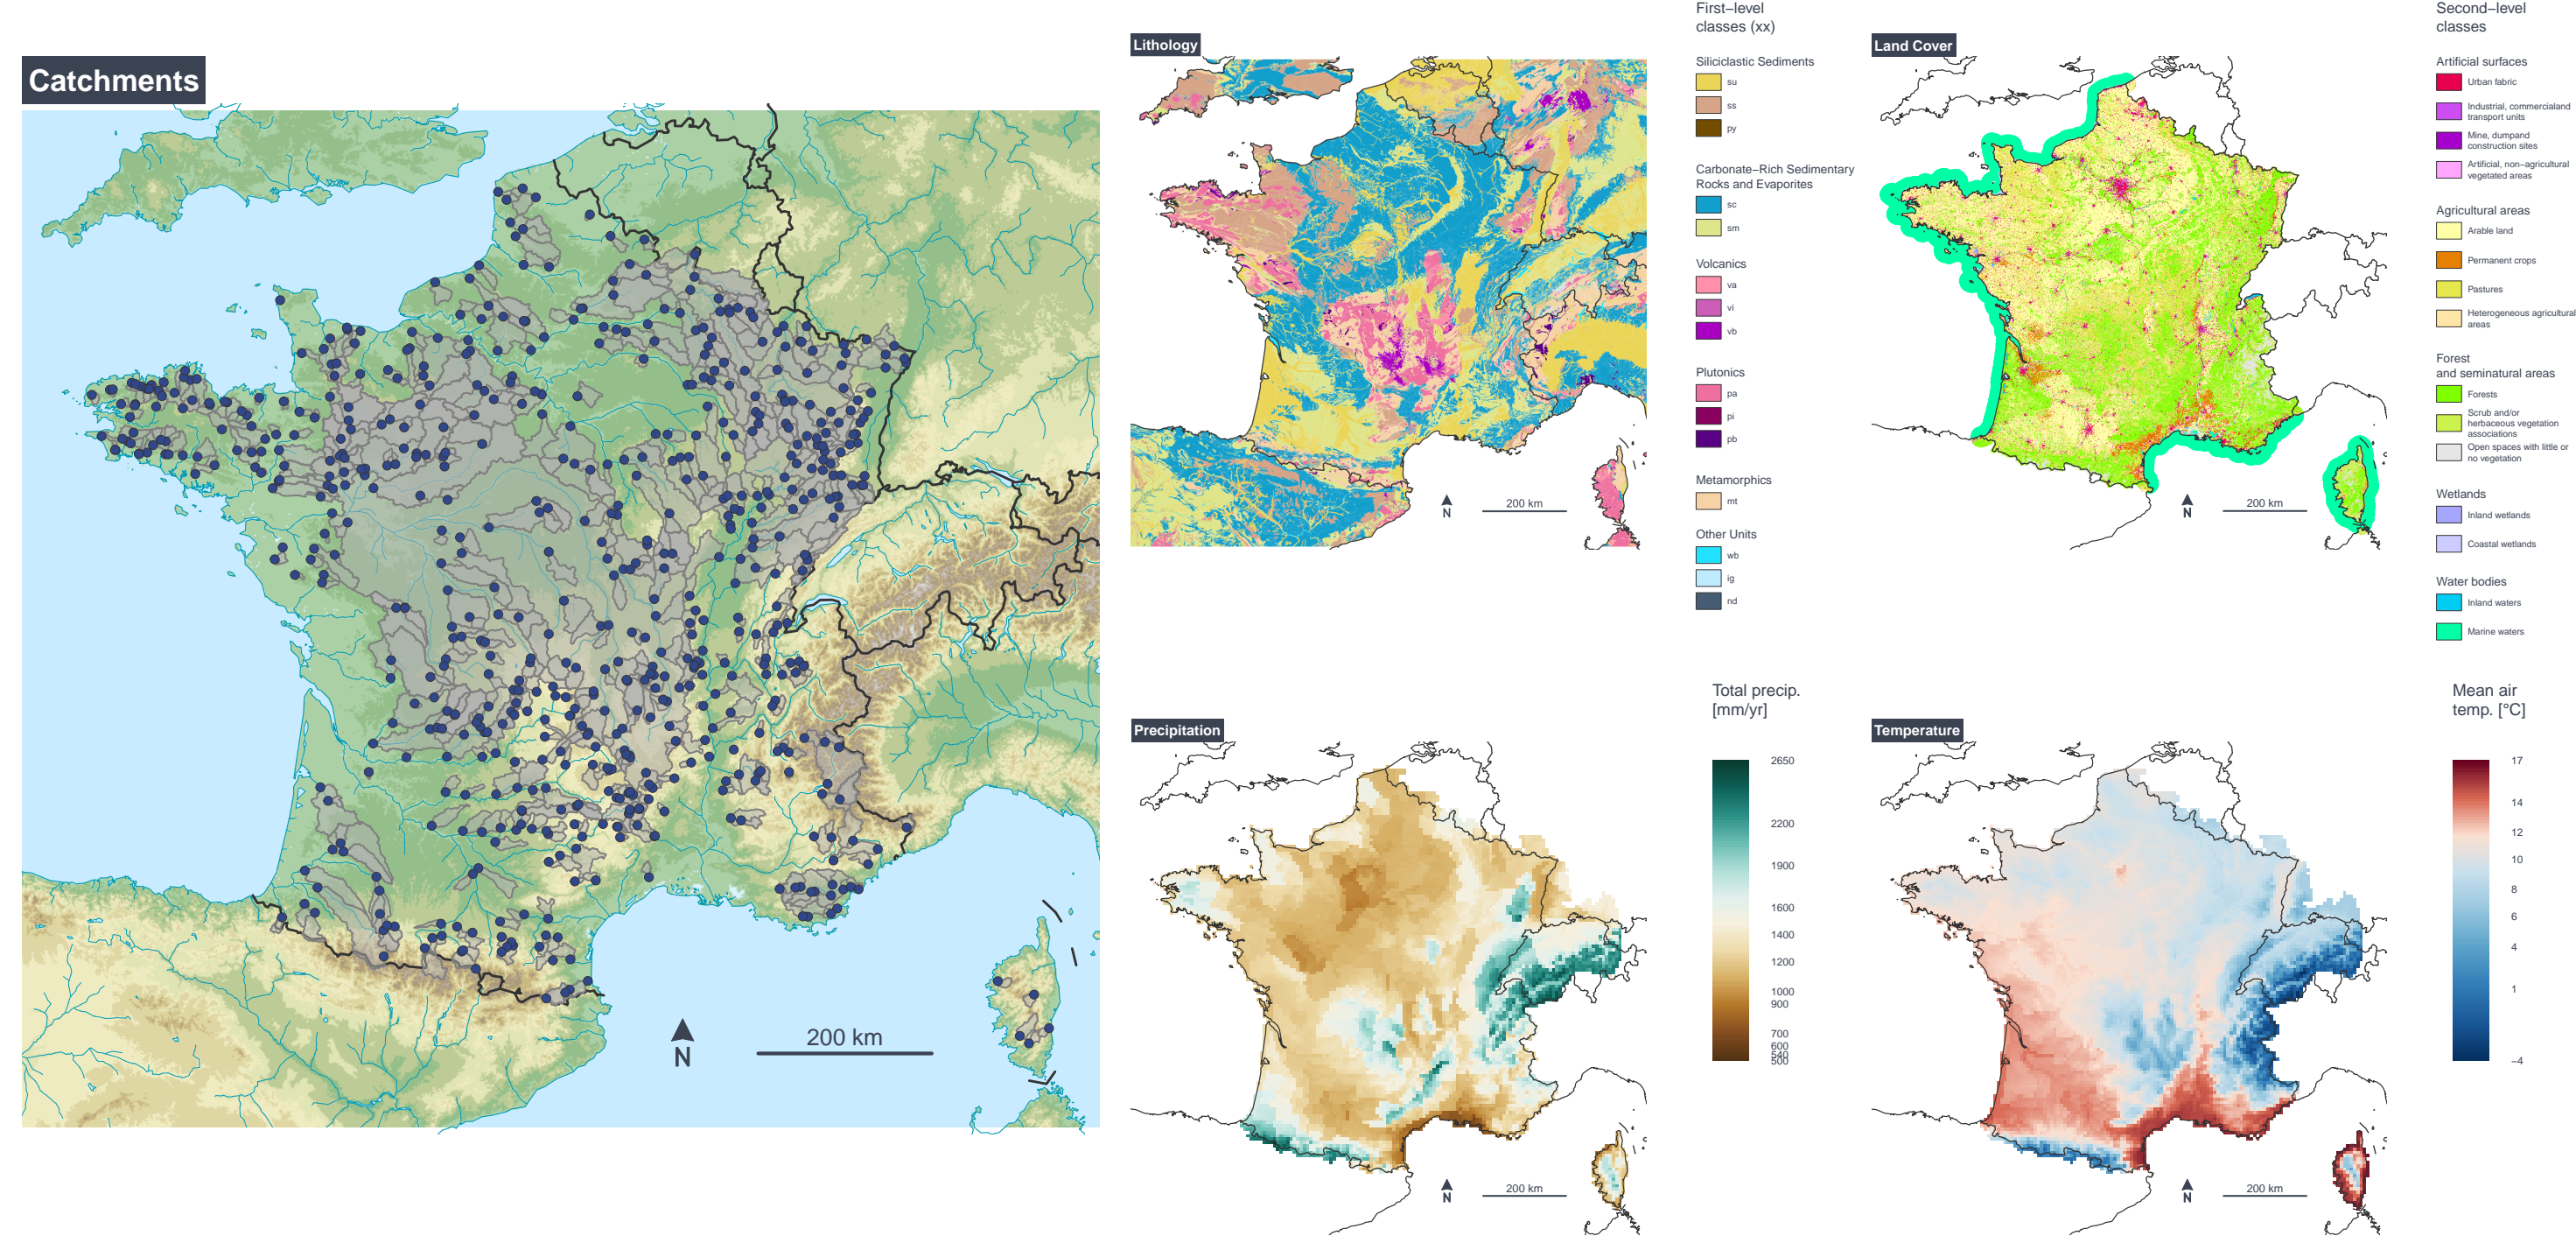 Catchments
200 km
N
Lithology
200 km
N
First–level
classes (xx)
Siliciclastic Sediments
su
ss
py
Carbonate–Rich Sedimentary
Rocks and Evaporites
sc
sm
Volcanics
va
vi
vb
Plutonics
pa
pi
pb
Metamorphics
mt
Other Units
wb
ig
nd
Land Cover
200 km
N
Second–level
classes
Artificial surfaces
Urban fabric
Industrial, commercialand
transport units
Mine, dumpand
construction sites
Artificial, non–agricultural
vegetated areas
Agricultural areas
Arable land
Permanent crops
Pastures
Heterogeneous agricultural
areas
Forest
and seminatural areas
Forests
Scrub and/or
herbaceous vegetation
associations
Open spaces with little or
no vegetation
Wetlands
Inland wetlands
Coastal wetlands
Water bodies
Inland waters
Marine waters
Precipitation
200 km
N
Total precip.
[mm/yr]
2650
2200
1900
1600
1400
1200
1000
900
700
600
540
500
Temperature
200 km
N
Mean air
temp. [°C]
17
14
12
10
8
6
4
1
−4